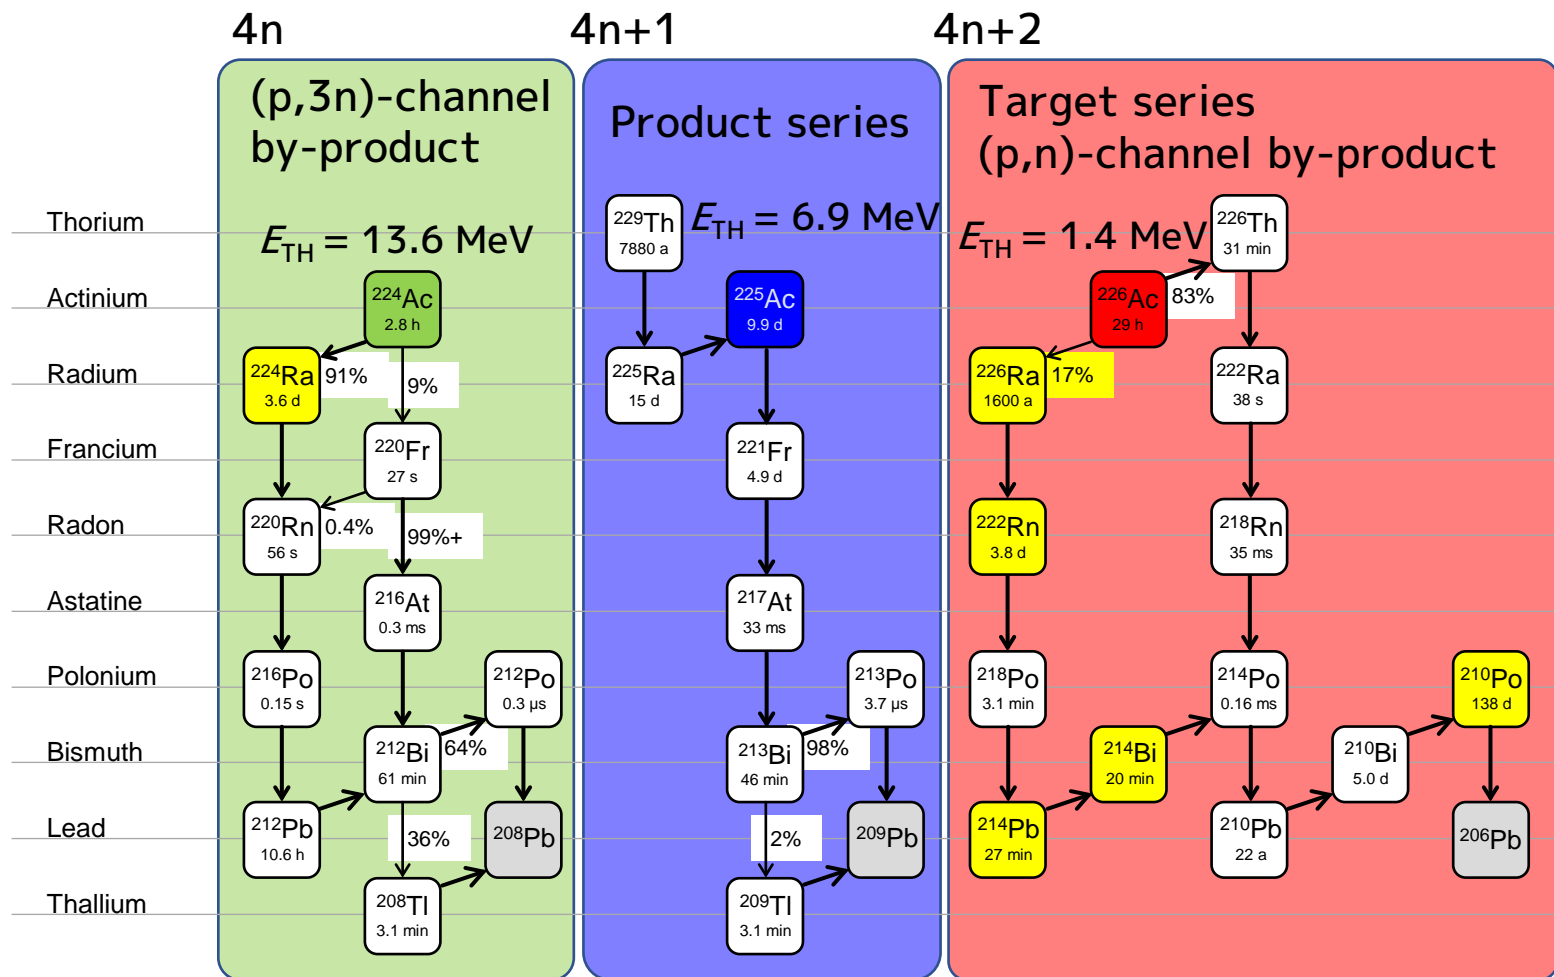 4n
4n+1
4n+2
(p,3n)-channel
by-product
Product series
Target series
(p,n)-channel by-product
Thorium
Actinium
Radium
Francium
Radon
Astatine
Polonium
Bismuth
Lead
Thallium
E_TH = 13.6 MeV
²²⁴Ac
2.8 h
²²⁴Ra
3.6 d
91%
9%
²²⁰Fr
27 s
²²⁰Rn
56 s
0.4%
99%+
²¹⁶At
0.3 ms
²¹⁶Po
0.15 s
²¹²Po
0.3 µs
²¹²Bi
61 min
64%
²¹²Pb
10.6 h
36%
²⁰⁸Pb
²⁰⁸Tl
3.1 min
²²⁹Th
7880 a
E_TH = 6.9 MeV
²²⁵Ac
9.9 d
²²⁵Ra
15 d
²²¹Fr
4.9 d
²¹⁷At
33 ms
²¹³Po
3.7 µs
²¹³Bi
46 min
98%
2%
²⁰⁹Pb
²⁰⁹Tl
3.1 min
E_TH = 1.4 MeV
²²⁶Th
31 min
²²⁶Ac
29 h
83%
²²⁶Ra
1600 a
17%
²²²Ra
38 s
²²²Rn
3.8 d
²¹⁸Rn
35 ms
²¹⁸Po
3.1 min
²¹⁴Po
0.16 ms
²¹⁰Po
138 d
²¹⁴Bi
20 min
²¹⁰Bi
5.0 d
²¹⁴Pb
27 min
²¹⁰Pb
22 a
²⁰⁶Pb